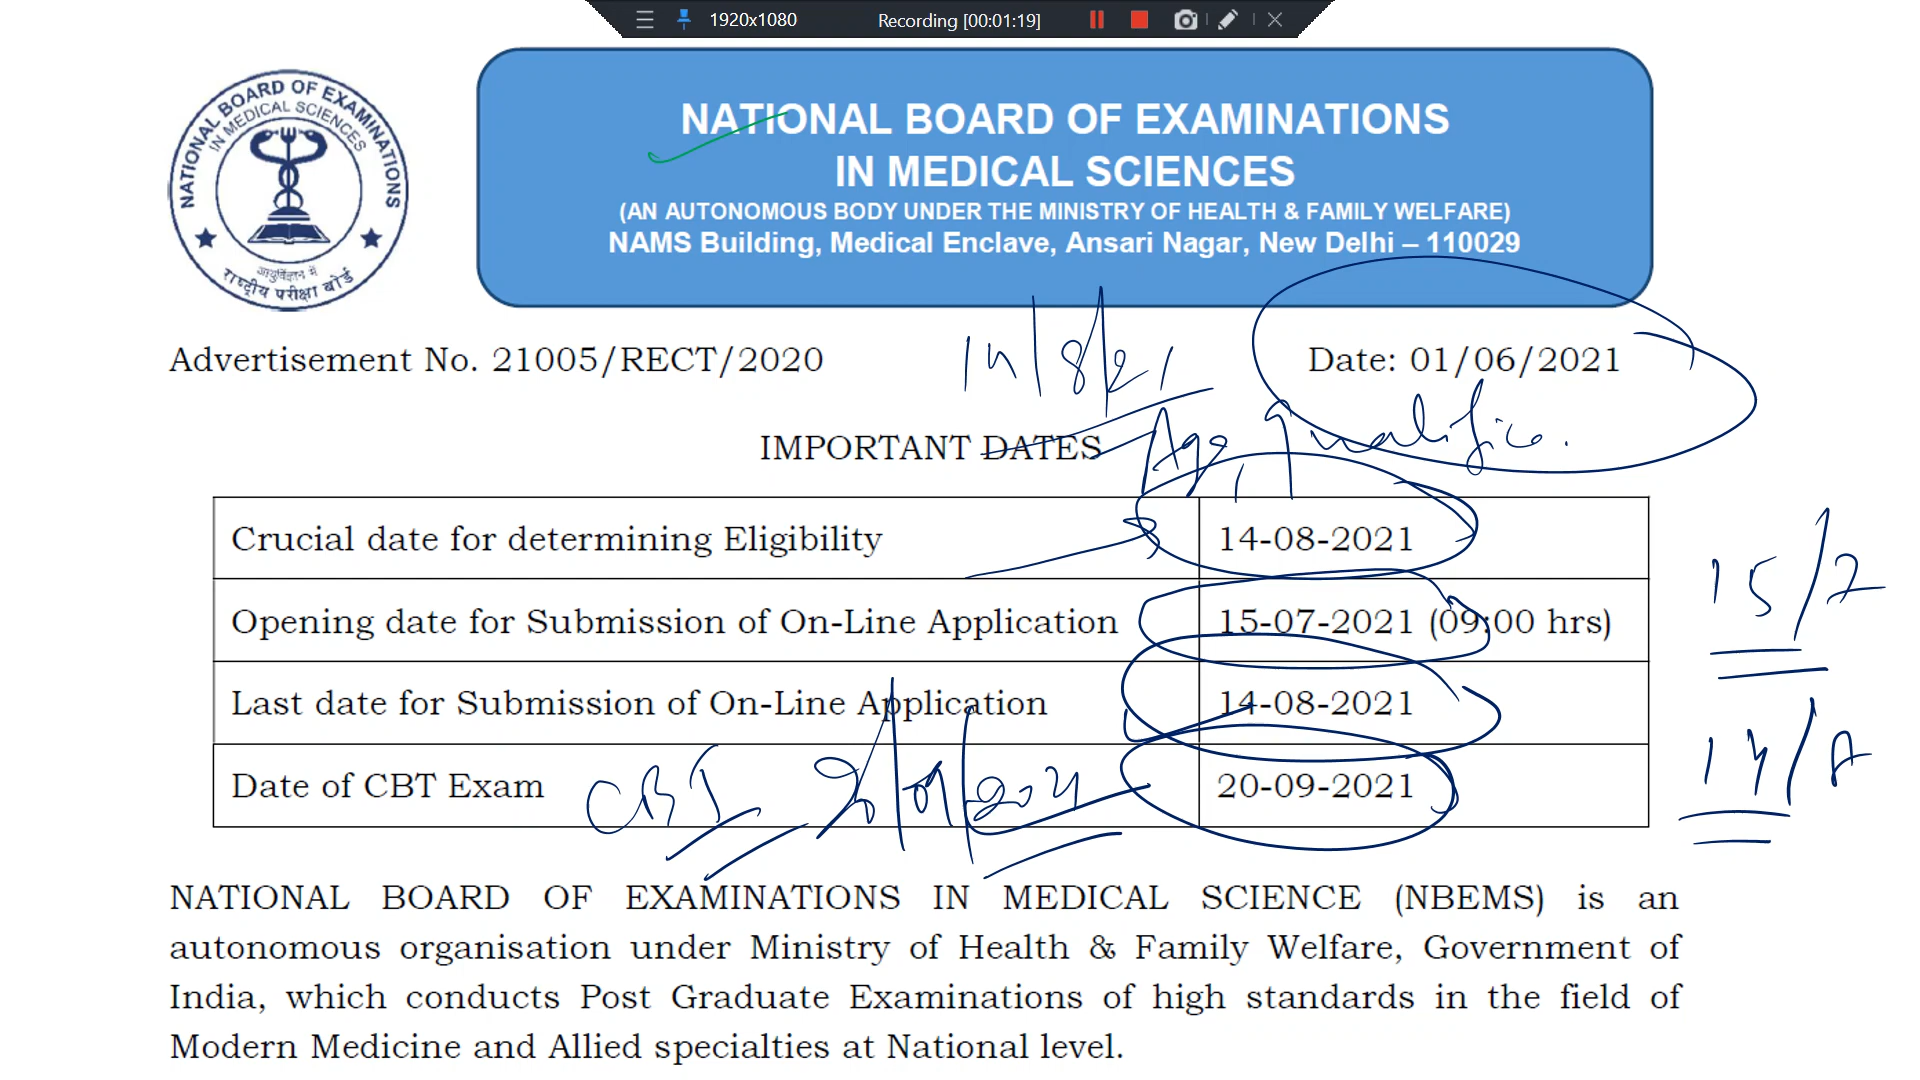 1920x1080 Recording [00:01:19]
NATIONAL BOARD OF EXAMINATIONS
IN MEDICAL SCIENCES
राष्ट्रीय परीक्षा बोर्ड
आयुर्विज्ञान में
NATIONAL BOARD OF EXAMINATIONS
IN MEDICAL SCIENCES
(AN AUTONOMOUS BODY UNDER THE MINISTRY OF HEALTH & FAMILY WELFARE)
NAMS Building, Medical Enclave, Ansari Nagar, New Delhi – 110029
Advertisement No. 21005/RECT/2020 14/8/21 Date: 01/06/2021
IMPORTANT DATES Age,
Crucial date for determining Eligibility 14-08-2021
Opening date for Submission of On-Line Application 15-07-2021 (09:00 hrs) 15/7
Last date for Submission of On-Line Application 14-08-2021
Date of CBT Exam CBT 20-09-2021
NATIONAL BOARD OF EXAMINATIONS IN MEDICAL SCIENCE (NBEMS) is an
autonomous organisation under Ministry of Health & Family Welfare, Government of
India, which conducts Post Graduate Examinations of high standards in the field of
Modern Medicine and Allied specialties at National level.